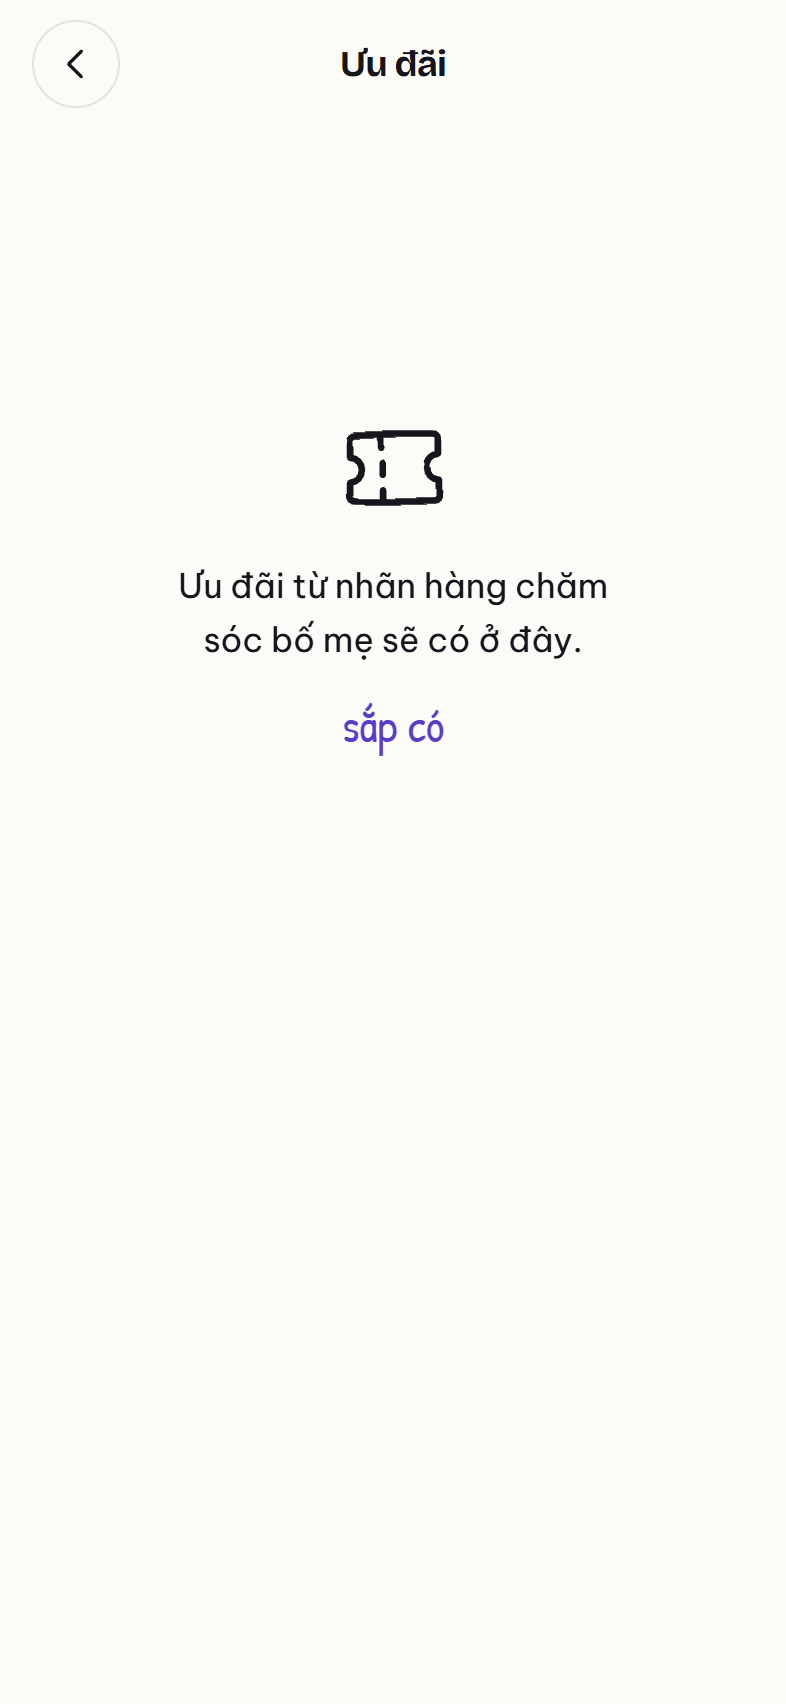 Ưu đãi
Ưu đãi từ nhãn hàng chăm
sóc bố mẹ sẽ có ở đây.
sắp có